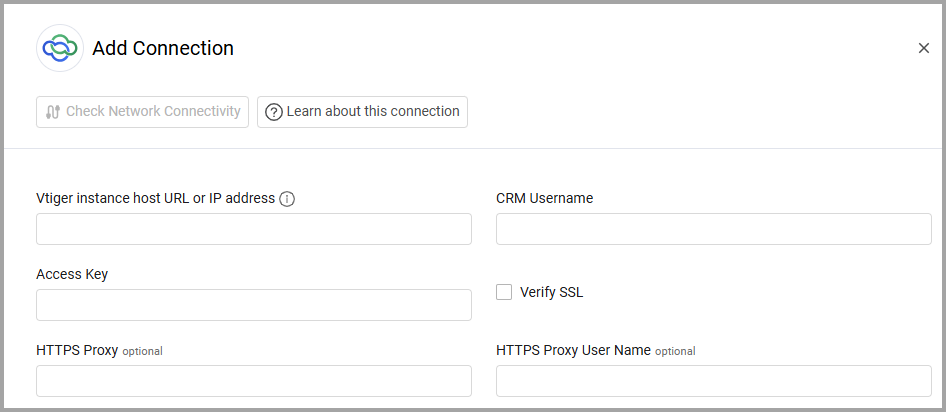 Add Connection
Check Network Connectivity
Learn about this connection
Vtiger instance host URL or IP address
CRM Username
Access Key
Verify SSL
HTTPS Proxy optional
HTTPS Proxy User Name optional